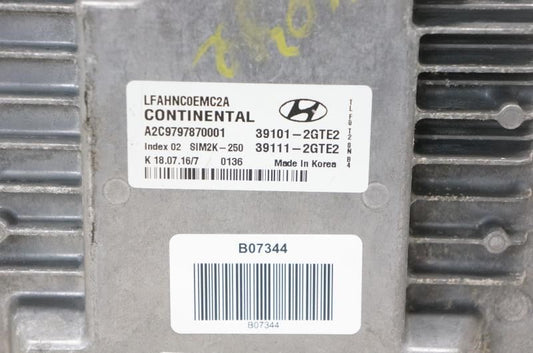 LFAHNC0EMC2A
CONTINENTAL
A2C9797870001 39101-2GTE2
Index 02 SIM2K-250 39111-2GTE2
K 18.07.16/7 0136 Made in Korea
B07344
B07344